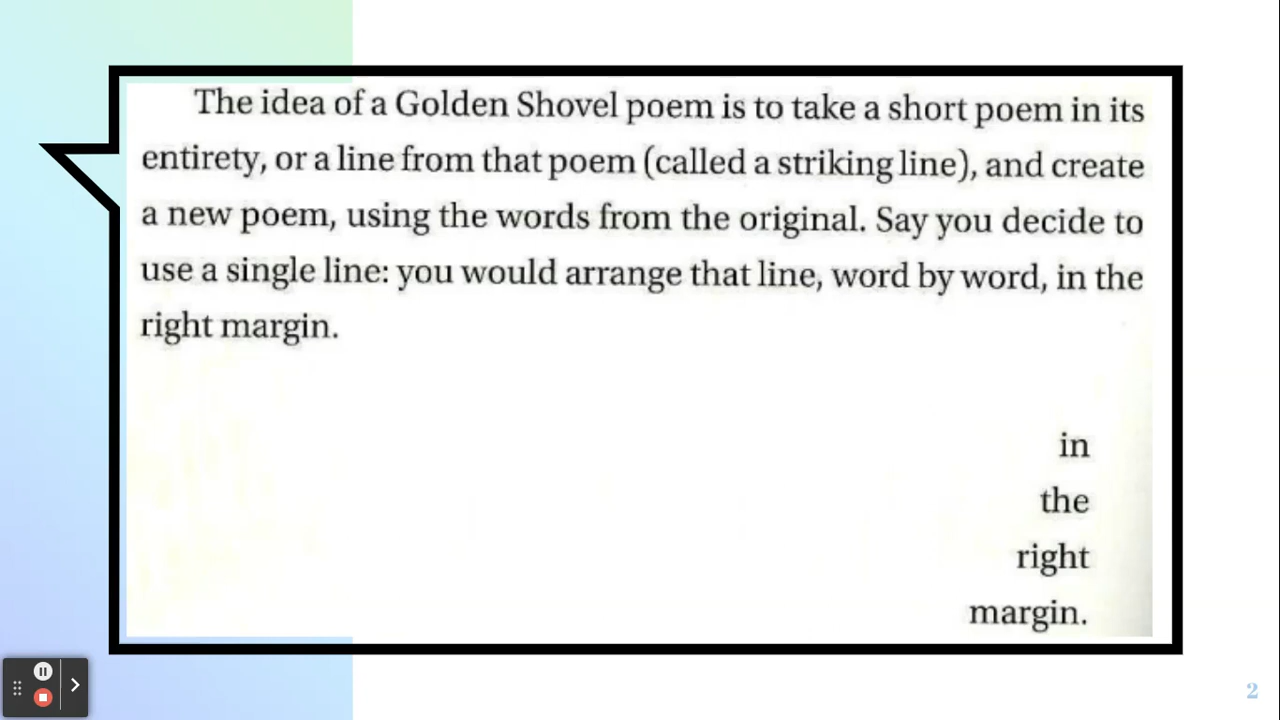 The idea of a Golden Shovel poem is to take a short poem in its
entirety, or a line from that poem (called a striking line), and create
a new poem, using the words from the original. Say you decide to
use a single line: you would arrange that line, word by word, in the
right margin.
in
the
right
margin.
2